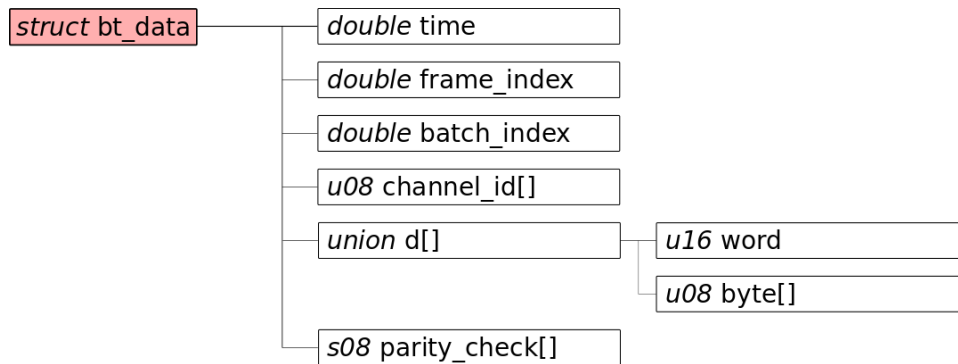 struct bt_data
double time
double frame_index
double batch_index
u08 channel_id[]
union d[]
u16 word
u08 byte[]
s08 parity_check[]